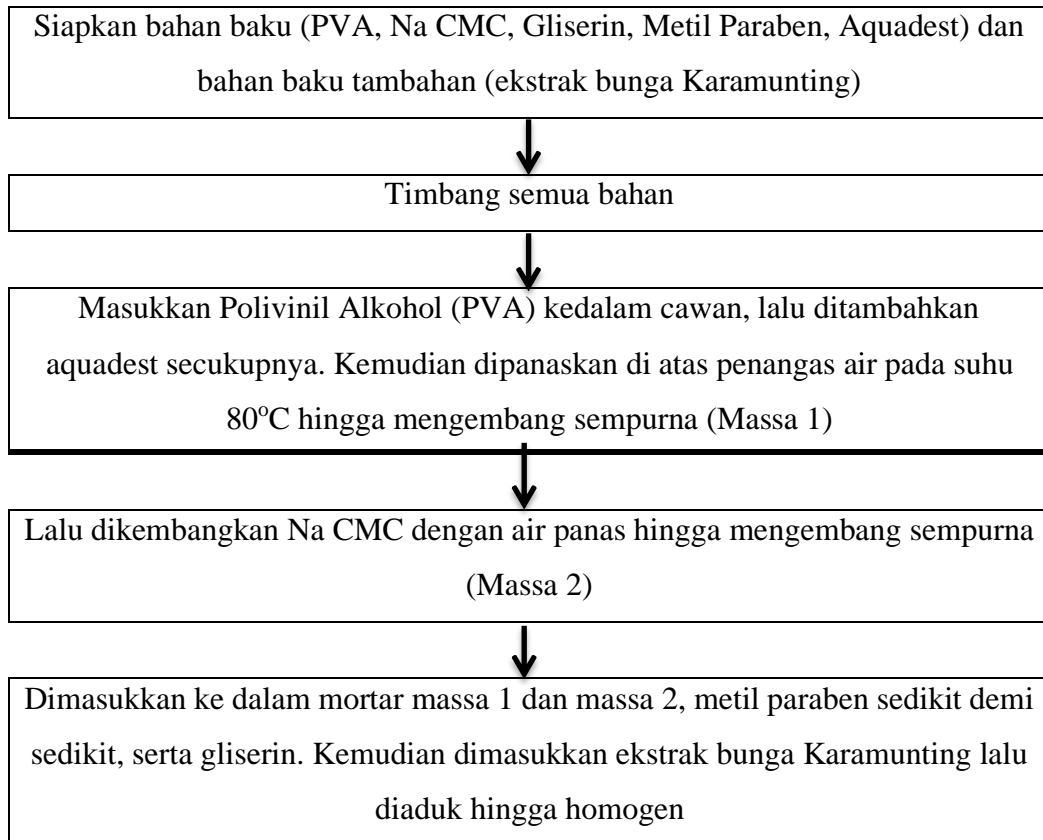 Siapkan bahan baku (PVA, Na CMC, Gliserin, Metil Paraben, Aquadest) dan
bahan baku tambahan (ekstrak bunga Karamunting)
Timbang semua bahan
Masukkan Polivinil Alkohol (PVA) kedalam cawan, lalu ditambahkan
aquadest secukupnya. Kemudian dipanaskan di atas penangas air pada suhu
80°C hingga mengembang sempurna (Massa 1)
Lalu dikembangkan Na CMC dengan air panas hingga mengembang sempurna
(Massa 2)
Dimasukkan ke dalam mortar massa 1 dan massa 2, metil paraben sedikit demi
sedikit, serta gliserin. Kemudian dimasukkan ekstrak bunga Karamunting lalu
diaduk hingga homogen